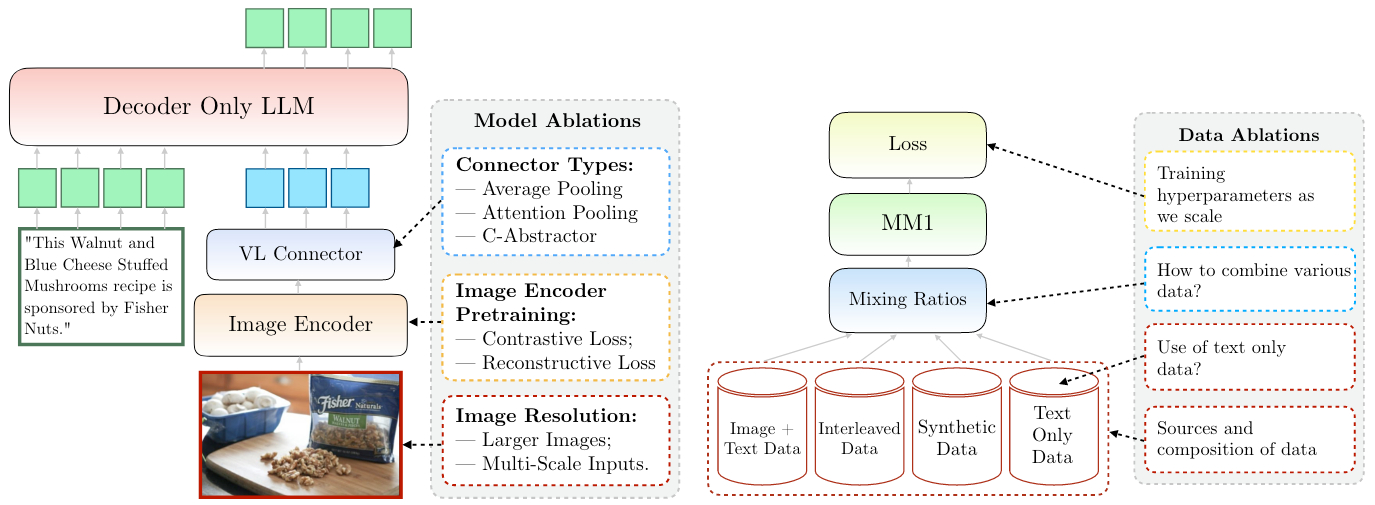 Decoder Only LLM
"This Walnut and
Blue Cheese Stuffed
Mushrooms recipe is
sponsored by Fisher
Nuts."
VL Connector
Image Encoder
Fisher
Naturals
WALNUT
Model Ablations
Connector Types:
— Average Pooling
— Attention Pooling
— C-Abstractor
Image Encoder
Pretraining:
— Contrastive Loss;
— Reconstructive Loss
Image Resolution:
— Larger Images;
— Multi-Scale Inputs.
Loss
MM1
Mixing Ratios
Image +
Text Data
Interleaved
Data
Synthetic
Data
Text
Only
Data
Data Ablations
Training
hyperparameters as
we scale
How to combine various
data?
Use of text only
data?
Sources and
composition of data